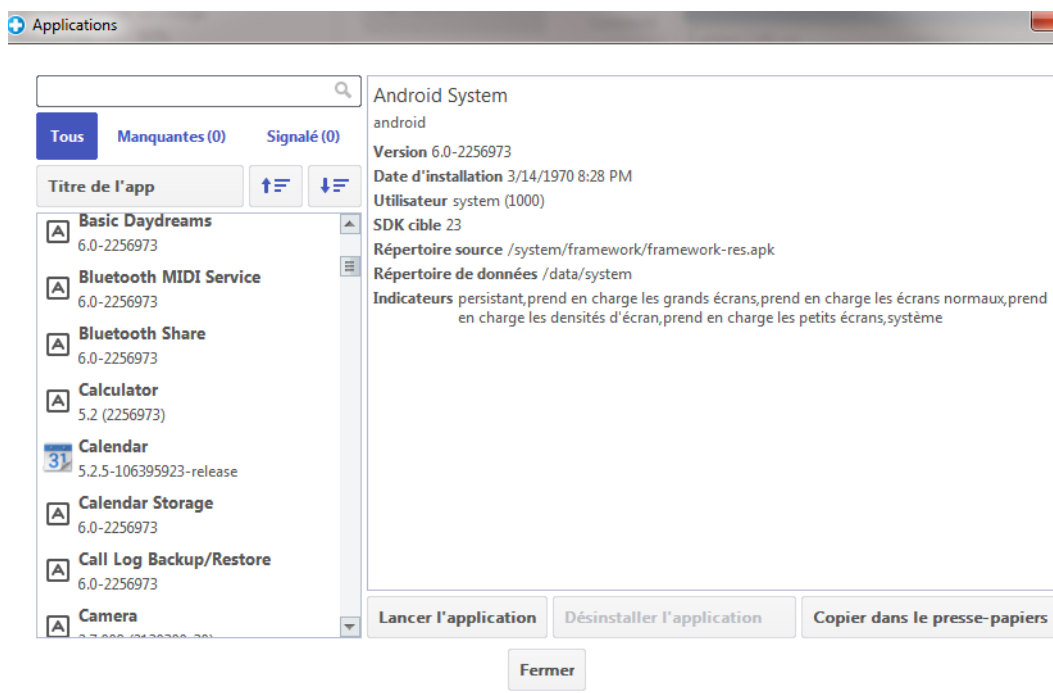 Applications
Tous
Manquantes (0)
Signalé (0)
Titre de l'app
Basic Daydreams
6.0-2256973
Bluetooth MIDI Service
6.0-2256973
Bluetooth Share
6.0-2256973
Calculator
5.2 (2256973)
31
Calendar
5.2.5-106395923-release
Calendar Storage
6.0-2256973
Call Log Backup/Restore
6.0-2256973
Camera
Android System
android
Version 6.0-2256973
Date d'installation 3/14/1970 8:28 PM
Utilisateur system (1000)
SDK cible 23
Répertoire source /system/framework/framework-res.apk
Répertoire de données /data/system
Indicateurs persistant,prend en charge les grands écrans,prend en charge les écrans normaux,prend
en charge les densités d'écran,prend en charge les petits écrans,système
Lancer l'application
Désinstaller l'application
Copier dans le presse-papiers
Fermer